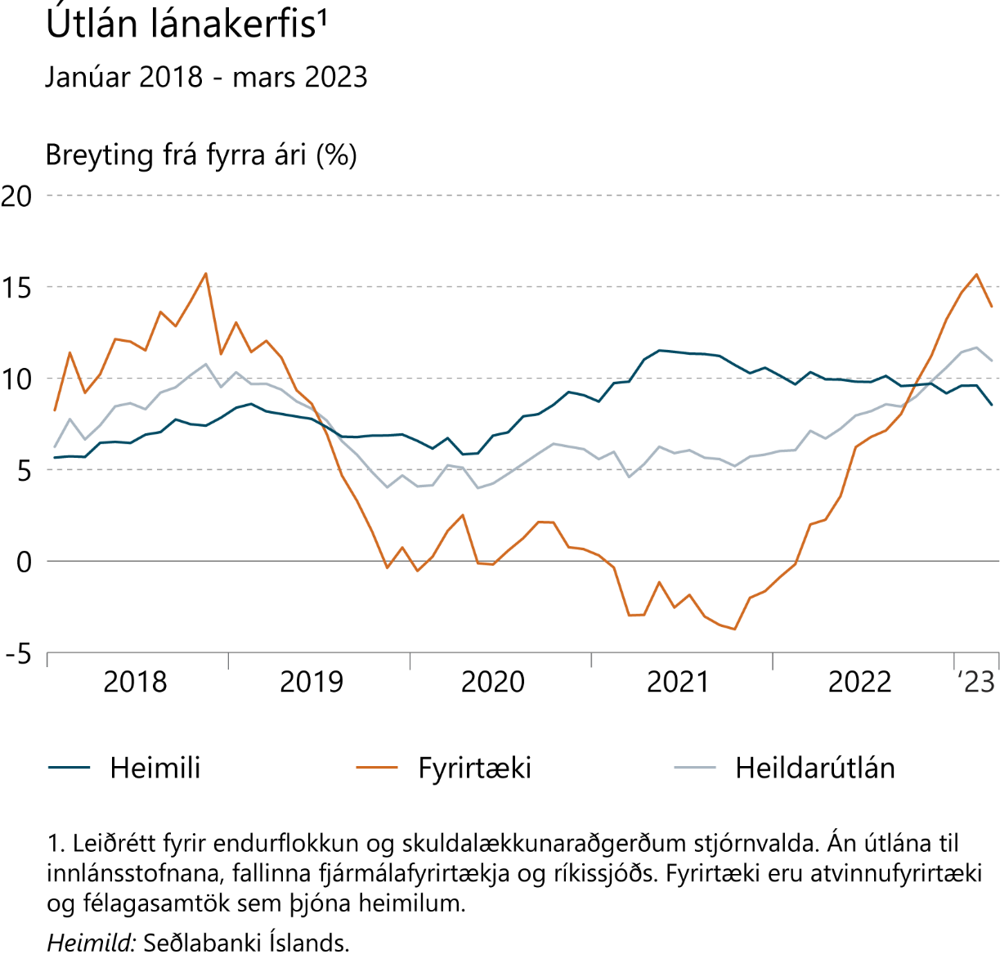 Útlán lánakerfis¹
Janúar 2018 - mars 2023
Breyting frá fyrra ári (%)
20
15
10
5
0
-5
2018 2019 2020 2021 2022 ‘23
Heimili Fyrirtæki Heildarútlán
1. Leiðrétt fyrir endurflokkun og skuldalækkunaraðgerðum stjórnvalda. Án útlána til
innlánsstofnana, fallinna fjármálafyrirtækja og ríkissjóðs. Fyrirtæki eru atvinnufyrirtæki
og félagasamtök sem þjóna heimilum.
Heimild: Seðlabanki Íslands.